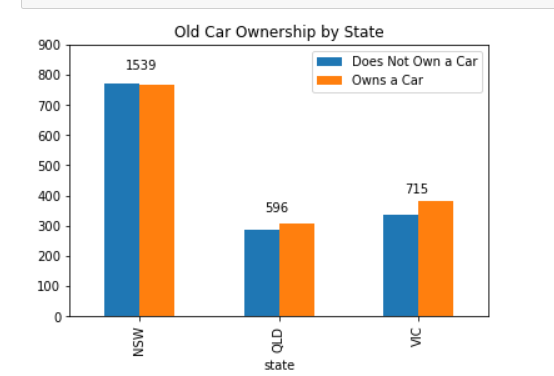 Old Car Ownership by State
900
800
700
600
500
400
300
200
100
0
1539
596
715
Does Not Own a Car
Owns a Car
NSW
QLD
VIC
state